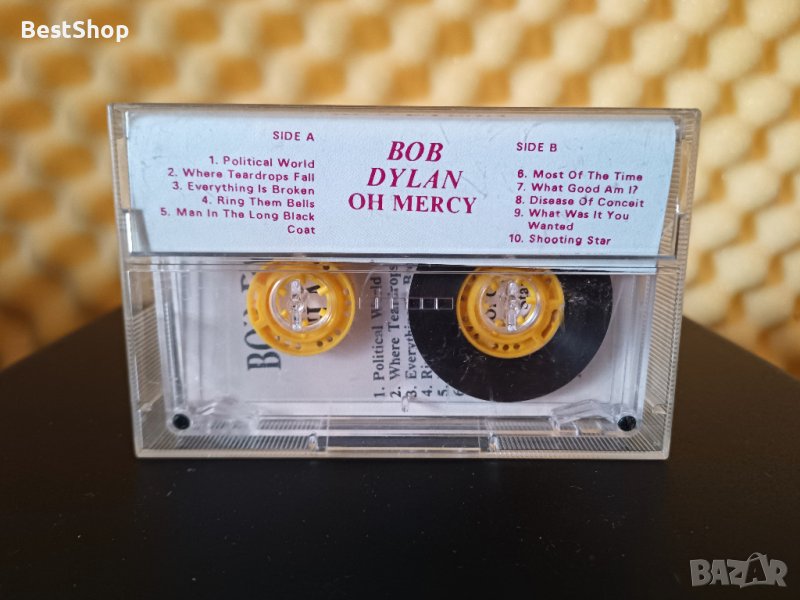 BestShop
SIDE A
1. Political World
2. Where Teardrops Fall
3. Everything Is Broken
4. Ring Them Bells
5. Man In The Long Black
Coat
BOB
DYLAN
OH MERCY
SIDE B
6. Most Of The Time
7. What Good Am I?
8. Disease Of Conceit
9. What Was It You
Wanted
10. Shooting Star
1. Political World
2. Where Teardrops
3.
4.
5.
BAZAR